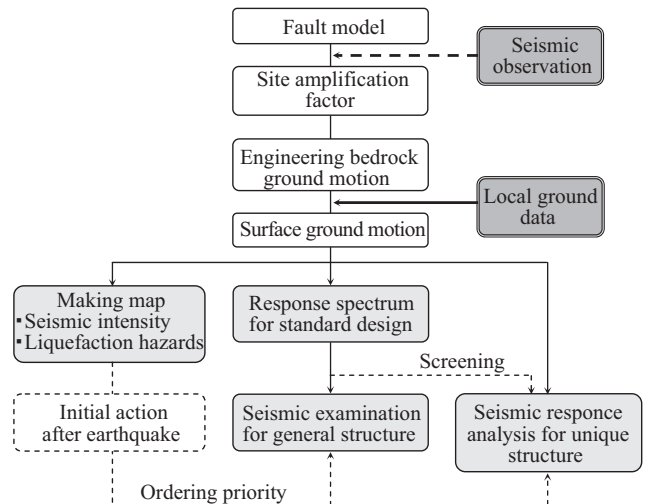 Fault model
Seismic
observation
Site amplification
factor
Engineering bedrock
ground motion
Local ground
data
Surface ground motion
Making map
▪ Seismic intensity
▪ Liquefaction hazards
Response spectrum
for standard design
Screening
Initial action
after earthquake
Seismic examination
for general structure
Seismic responce
analysis for unique
structure
Ordering priority